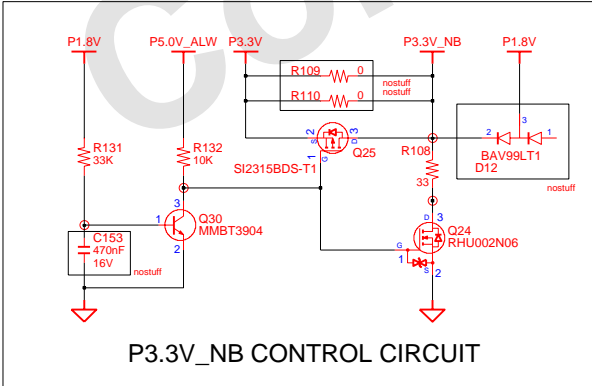 P1.8V
P5.0V_ALW
P3.3V
P3.3V_NB
P1.8V
R109
0
nostuff
R110
0
nostuff
R131
33K
R132
10K
2
S
D
3
G
1
Q25
SI2315BDS-T1
R108
33
3
2
1
BAV99LT1
D12
nostuff
3
1
Q30
MMBT3904
2
C153
470nF
16V
nostuff
D
3
Q24
RHU002N06
G
1
S
2
P3.3V_NB CONTROL CIRCUIT